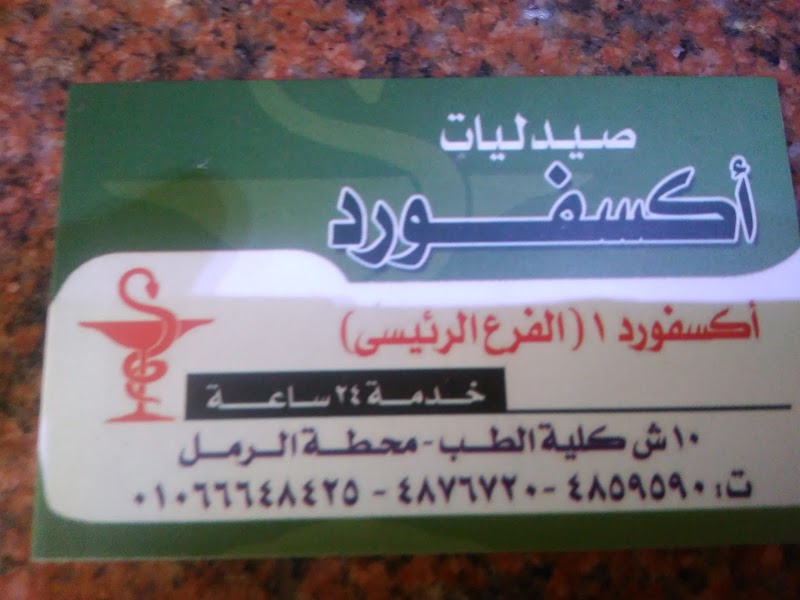 صيدليات
أكسفورد
أكسفورد ١ (الفرع الرئيسى)
خدمة ٢٤ ساعة
١٠ ش كلية الطب - محطة الرمل
ت: ٤٨٥٩٥٩٠ - ٤٨٧٦٧٢٠ - ٠١٠٦٦٦٤٨٤٢٥